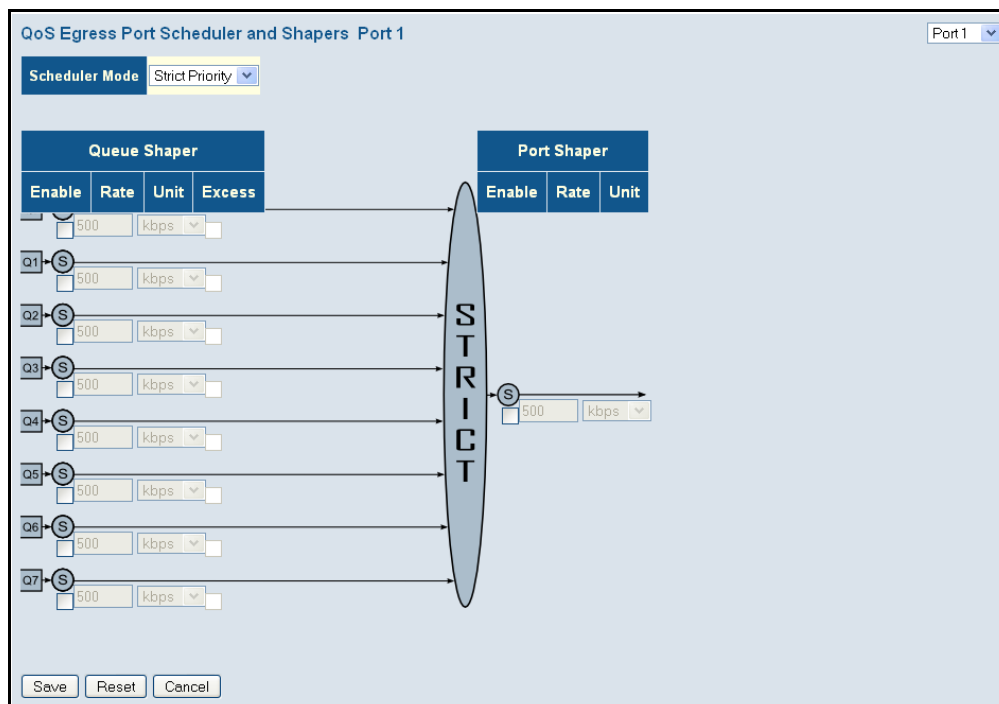 QoS Egress Port Scheduler and Shapers Port 1
Port 1
Scheduler Mode Strict Priority
Queue Shaper
Port Shaper
Enable Rate Unit Excess
Enable Rate Unit
S 500 kbps
Q1 S 500 kbps
Q2 S 500 kbps
Q3 S 500 kbps
Q4 S 500 kbps
Q5 S 500 kbps
Q6 S 500 kbps
Q7 S 500 kbps
STRICT
S 500 kbps
Save Reset Cancel